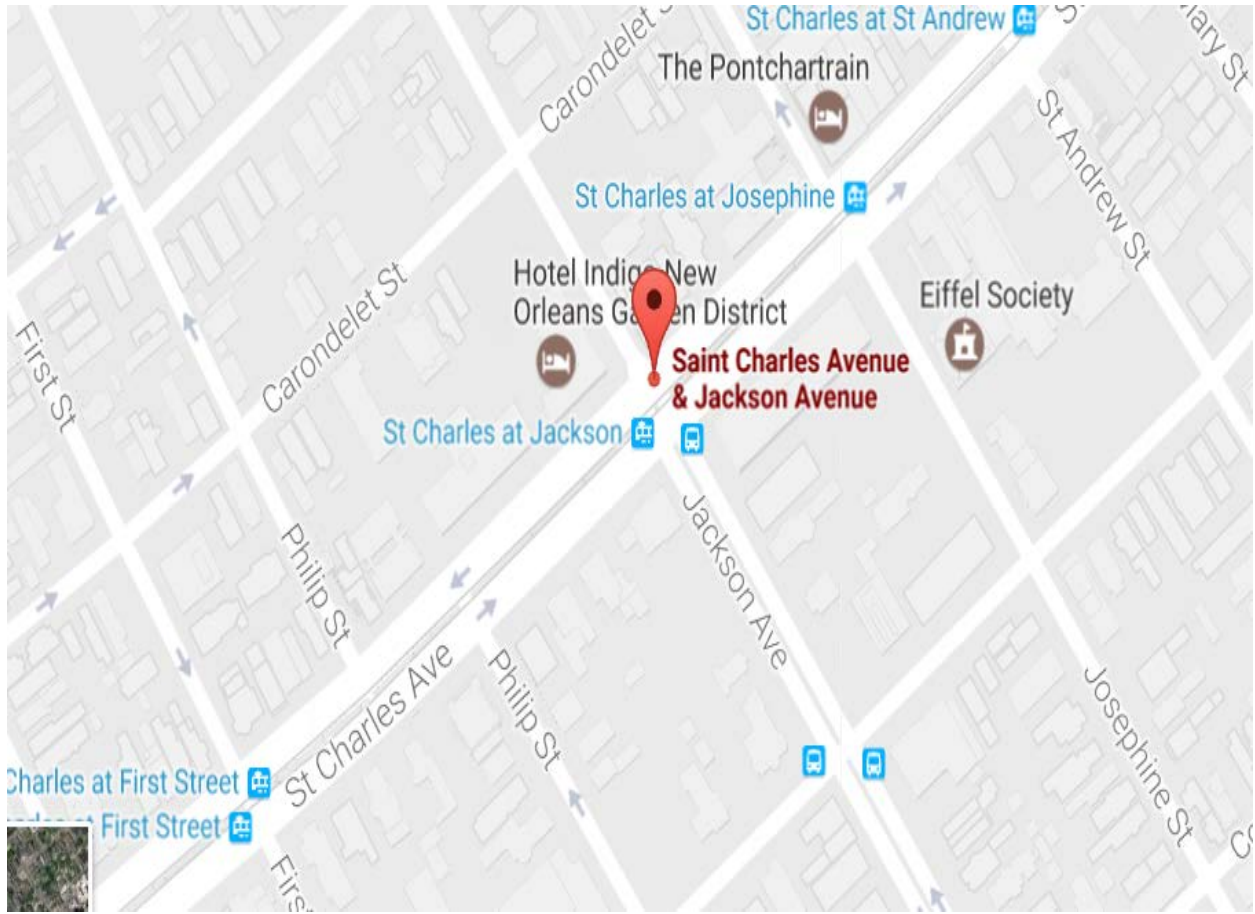 St Charles at St Andrew
The Pontchartrain
Carondelet
St Andrew St
St Charles at Josephine
Hotel Indigo New
Orleans Garden District
Eiffel Society
Carondelet St
First St
Saint Charles Avenue
& Jackson Avenue
St Charles at Jackson
Philip St
Jackson Ave
St Charles Ave
Philip St
Josephine St
Charles at First Street
at First Street